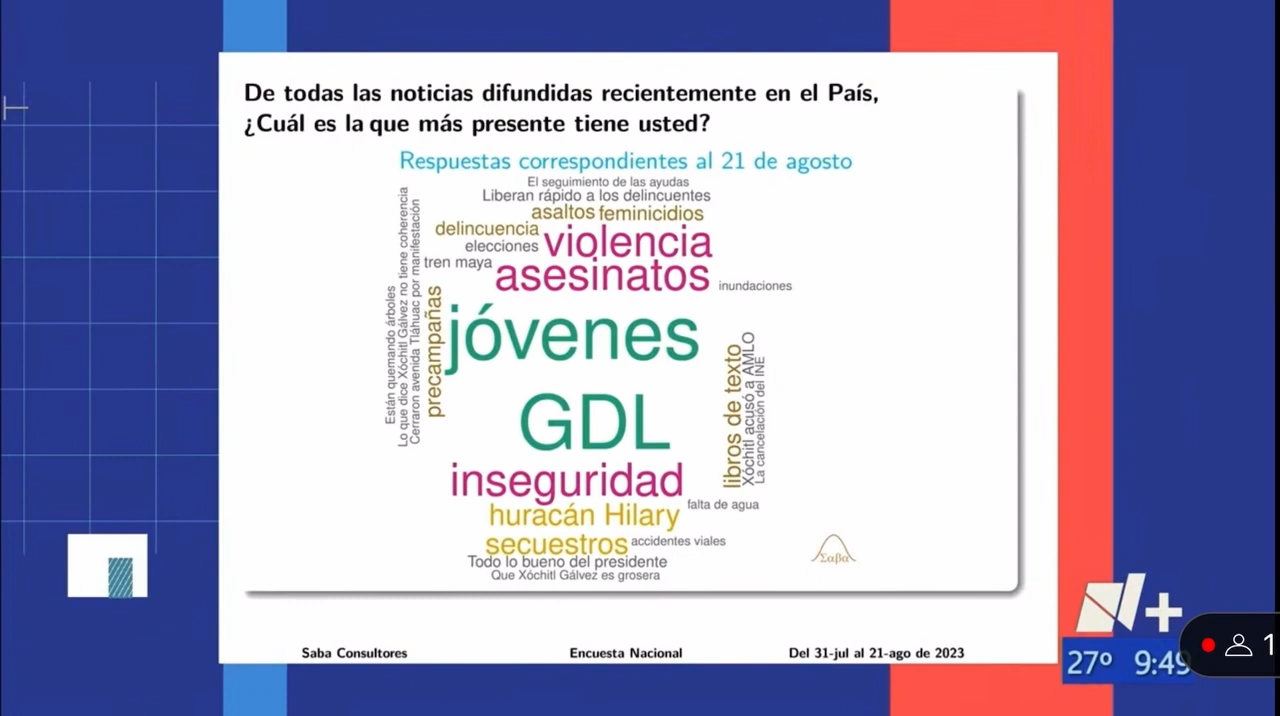 De todas las noticias difundidas recientemente en el País,
¿Cuál es la que más presente tiene usted?
Respuestas correspondientes al 21 de agosto
El seguimiento de las ayudas
Liberan rápido a los delincuentes
asaltos feminicidios
delincuencia
elecciones
violencia
tren maya
asesinatos
inundaciones
Están quemando árboles
Lo que dice Xóchitl Gálvez no tiene coherencia
Cerraron avenida Tláhuac por manifestación
precampañas
jóvenes
GDL
libros de texto
Xóchitl acusó a AMLO
La cancelación del INE
inseguridad
falta de agua
huracán Hilary
secuestros
accidentes viales
Todo lo bueno del presidente
Que Xóchitl Gálvez es grosera
Σαβα
Saba Consultores
Encuesta Nacional
Del 31-jul al 21-ago de 2023
N+
27º 9:49
1